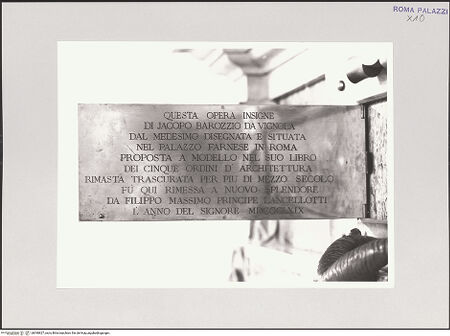 ROMA PALAZZI
X10
QUESTA OPERA INSIGNE
DI JACOPO BAROZZIO DA VIGNOLA
DAL MEDESIMO DISEGNATA E SITUATA
NEL PALAZZO FARNESE IN ROMA
PROPOSTA A MODELLO NEL SUO LIBRO
DEI CINQUE ORDINI D'ARCHITETTURA
RIMASTA TRASCURATA PER PIU DI MEZZO SECOLO
FÙ QUI RIMESSA A NUOVO SPLENDORE
DA FILIPPO MASSIMO PRINCIPE LANCELLOTTI
L'ANNO DEL SIGNORE